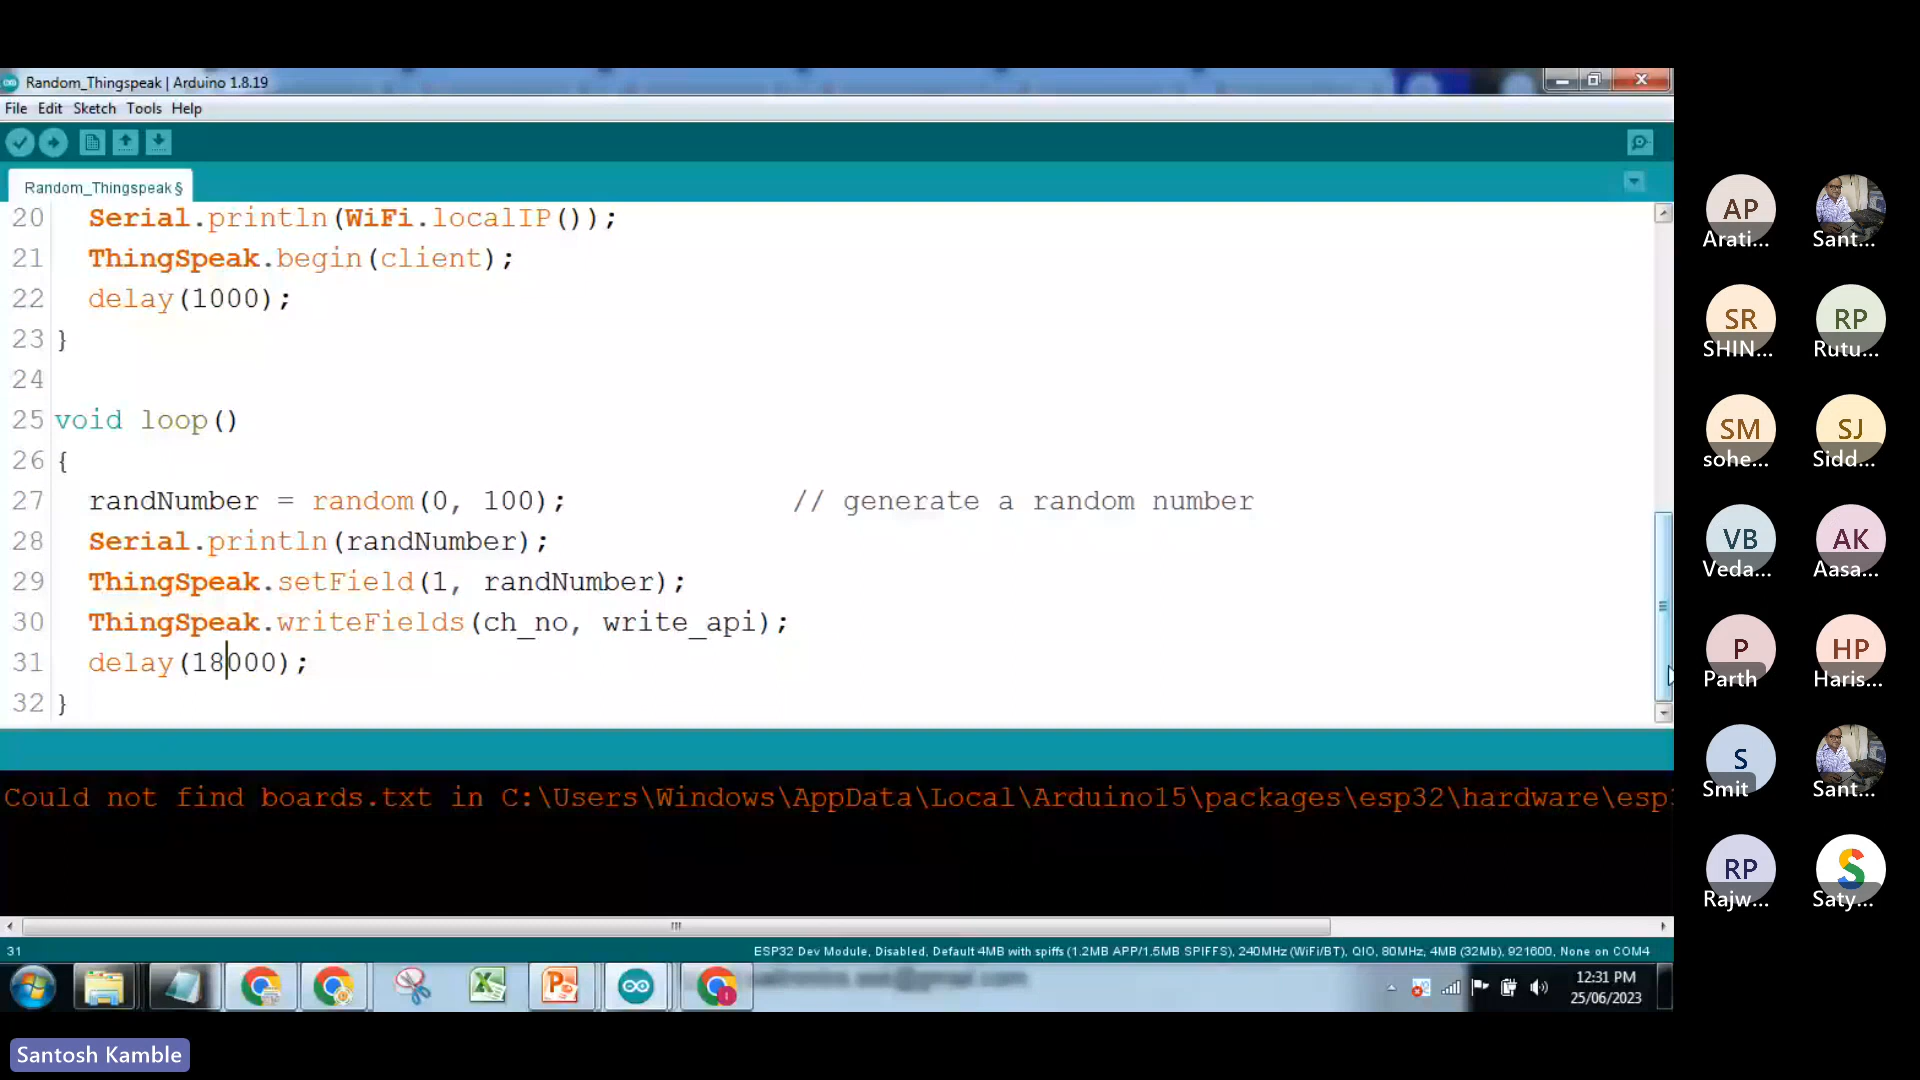 Random_Thingspeak | Arduino 1.8.19
File Edit Sketch Tools Help
Random_Thingspeak §
20 Serial.println(WiFi.localIP());
21 ThingSpeak.begin(client);
22 delay(1000);
23 }
24
25 void loop()
26 {
27 randNumber = random(0, 100); // generate a random number
28 Serial.println(randNumber);
29 ThingSpeak.setField(1, randNumber);
30 ThingSpeak.writeFields(ch_no, write_api);
31 delay(18000);
32 }
Could not find boards.txt in C:\Users\Windows\AppData\Local\Arduino15\packages\esp32\hardware\esp3
31 ESP32 Dev Module, Disabled, Default 4MB with spiffs (1.2MB APP/1.5MB SPIFFS), 240MHz (WiFi/BT), QIO, 80MHz, 4MB (32Mb), 921600, None on COM4
12:31 PM
25/06/2023
Santosh Kamble
AP
Arati... Sant...
SR RP
SHIN... Rutu...
SM SJ
sohe... Sidd...
VB AK
Veda... Aasa...
P HP
Parth Haris...
S
Smit Sant...
RP S
Rajw... Saty...